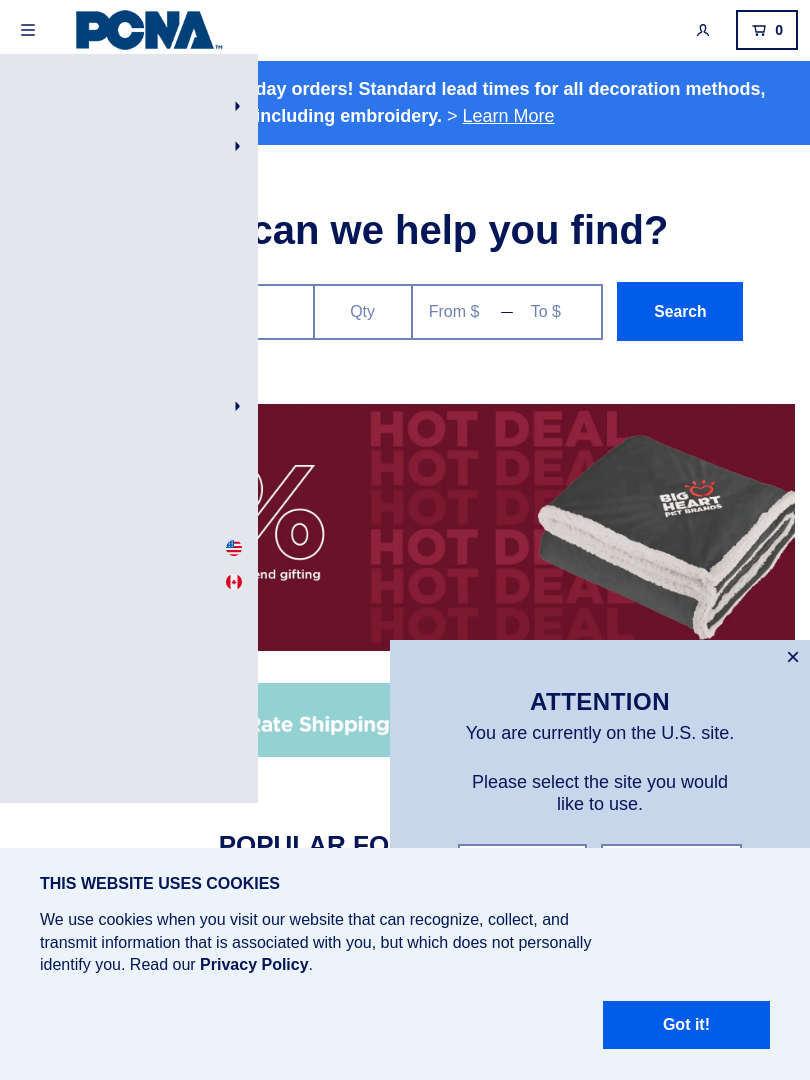 PCNA™
0
day orders! Standard lead times for all decoration methods,
including embroidery. > Learn More
can we help you find?
Qty
From $ — To $
Search
HOT DEAL
HOT DEAL
HOT DEAL
HOT DEAL
HOT DEAL
HOT DEAL
%
end gifting
BIG
HEART
PET BRANDS
Rate Shipping
ATTENTION
You are currently on the U.S. site.
Please select the site you would
like to use.
POPULAR FO
THIS WEBSITE USES COOKIES
We use cookies when you visit our website that can recognize, collect, and
transmit information that is associated with you, but which does not personally
identify you. Read our Privacy Policy.
Got it!